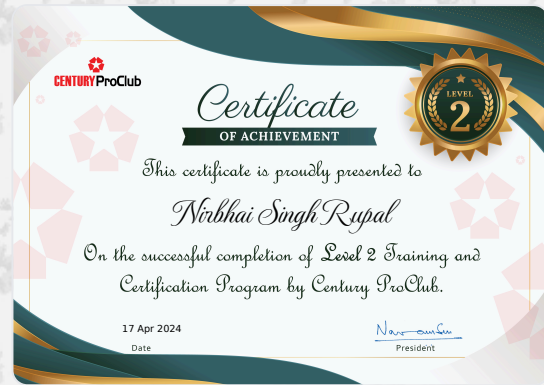 CENTURY ProClub
LEVEL
2
Certificate
OF ACHIEVEMENT
This certificate is proudly presented to
Nirbhai Singh Rupal
On the successful completion of Level 2 Training and
Certification Program by Century ProClub.
17 Apr 2024
Date
President